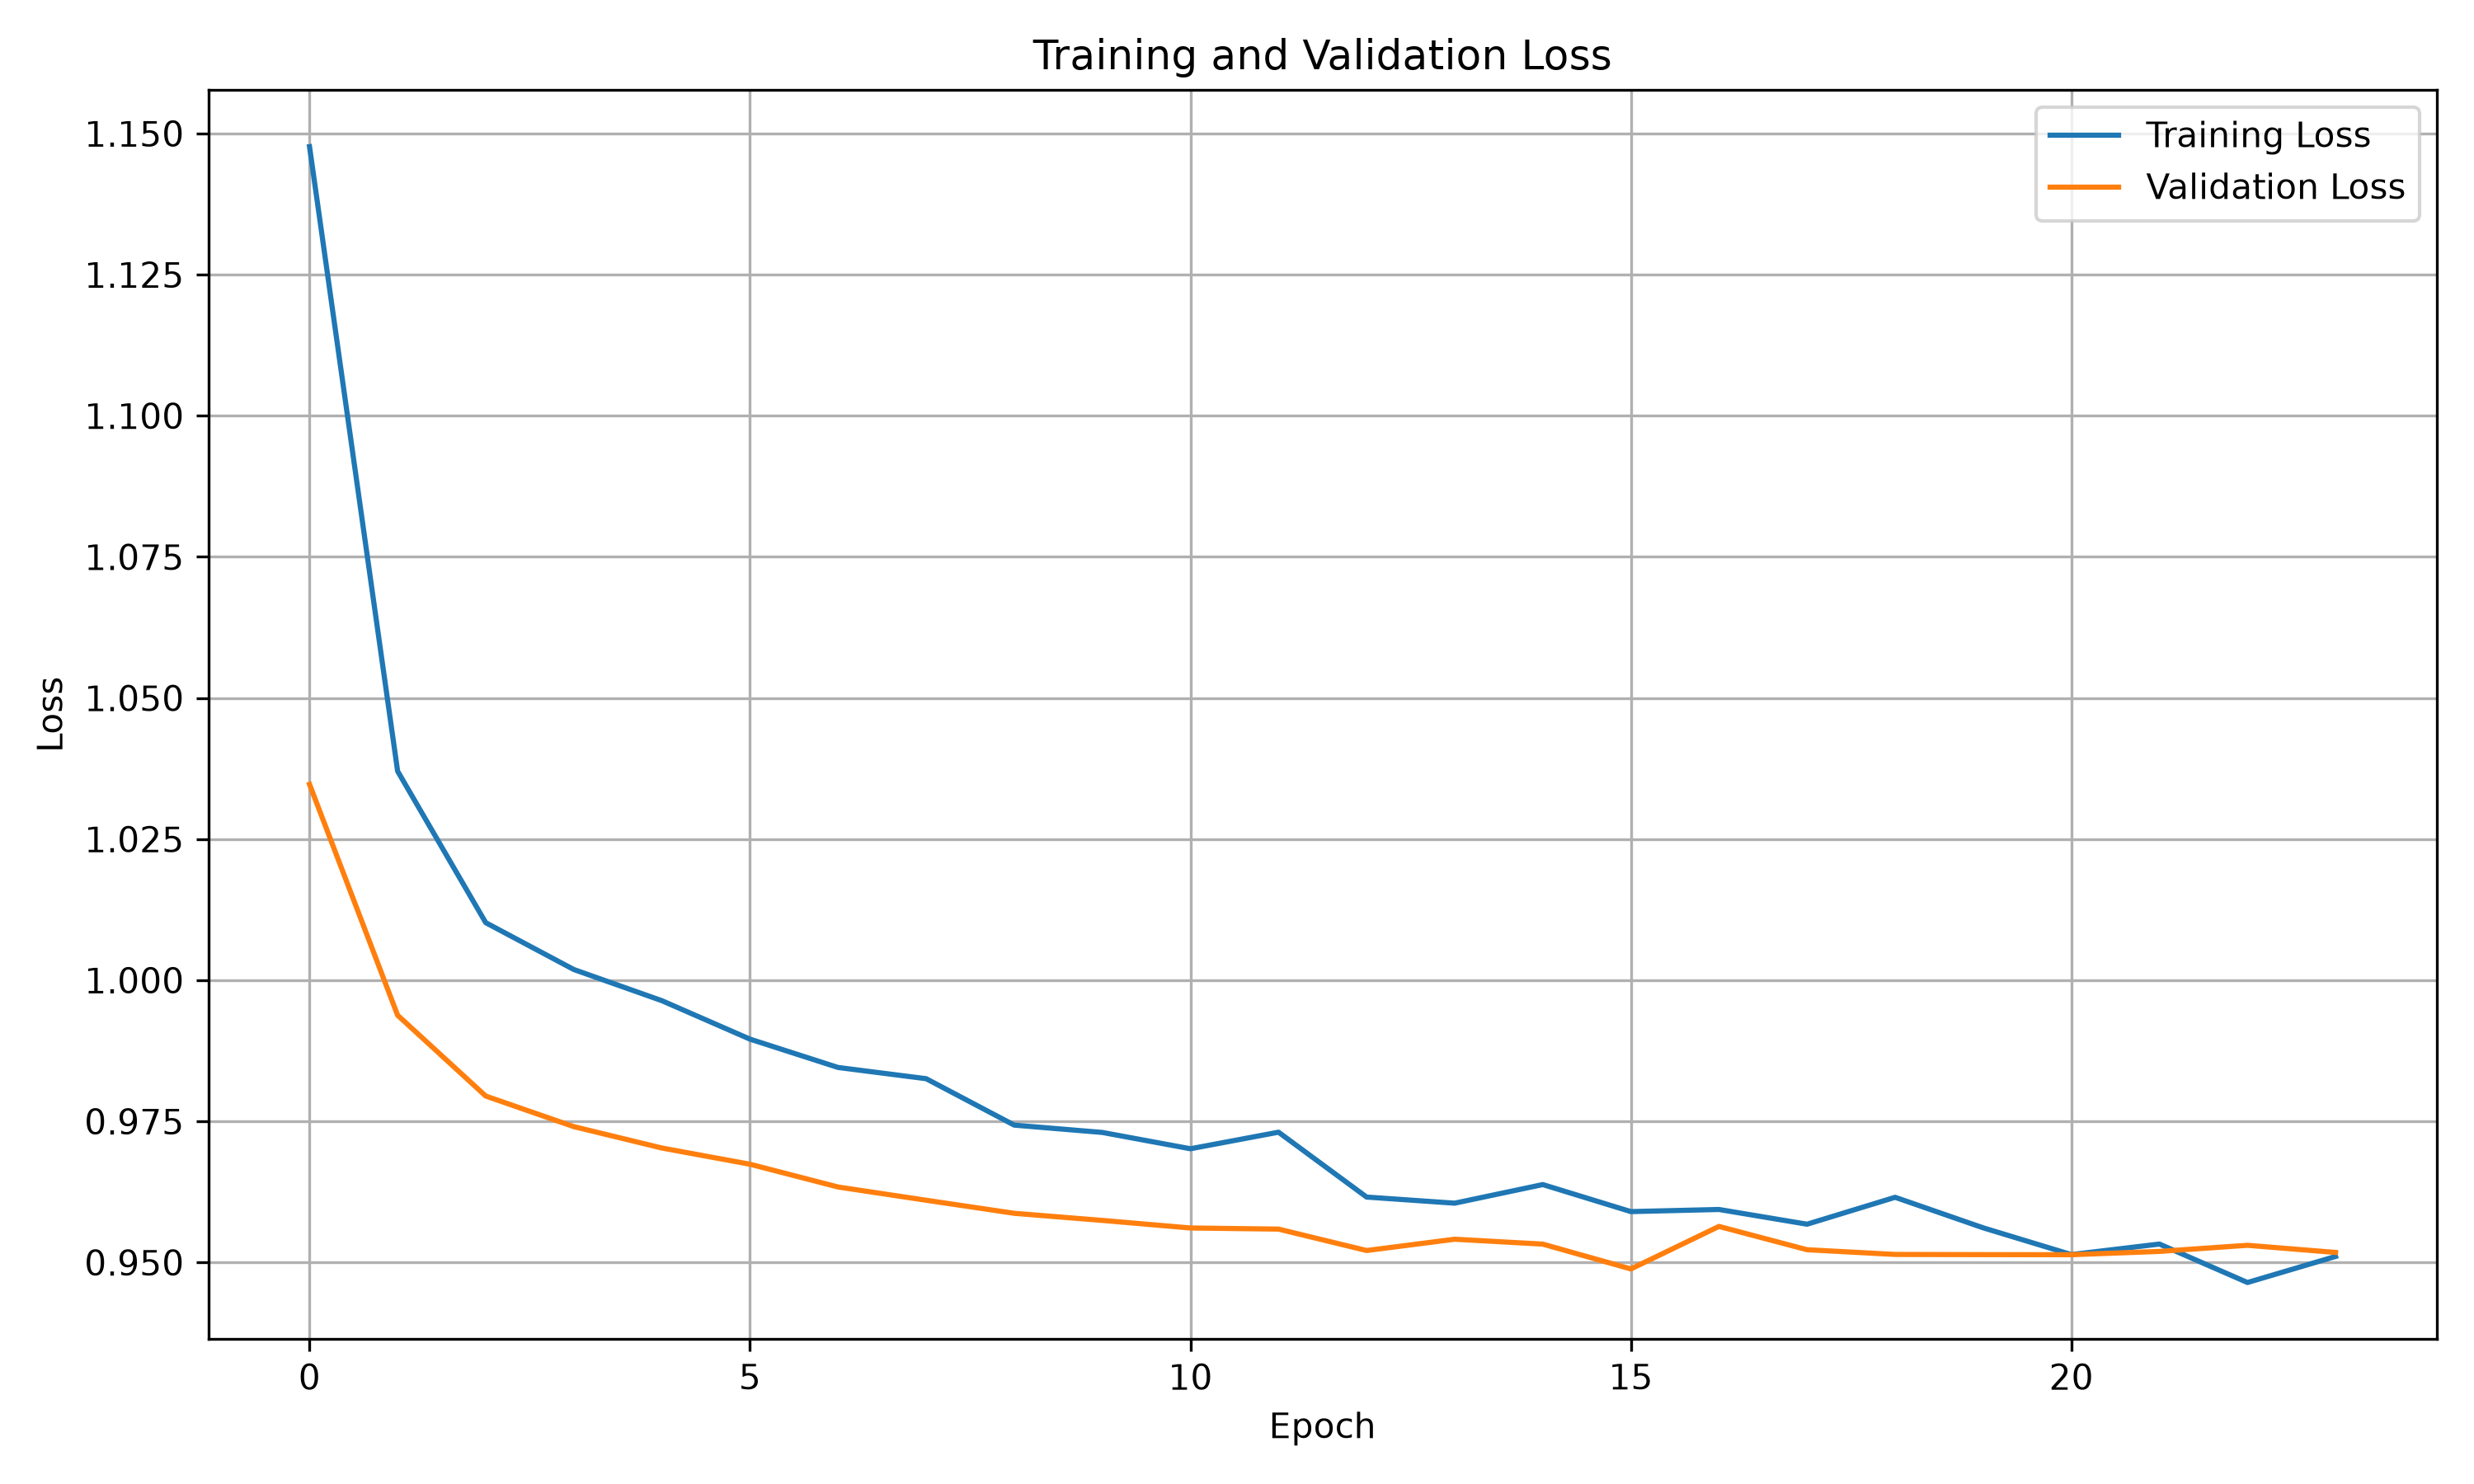 Training and Validation Loss
Training Loss
Validation Loss
1.150
1.125
1.100
1.075
1.050
1.025
1.000
0.975
0.950
Loss
0 5 10 15 20
Epoch